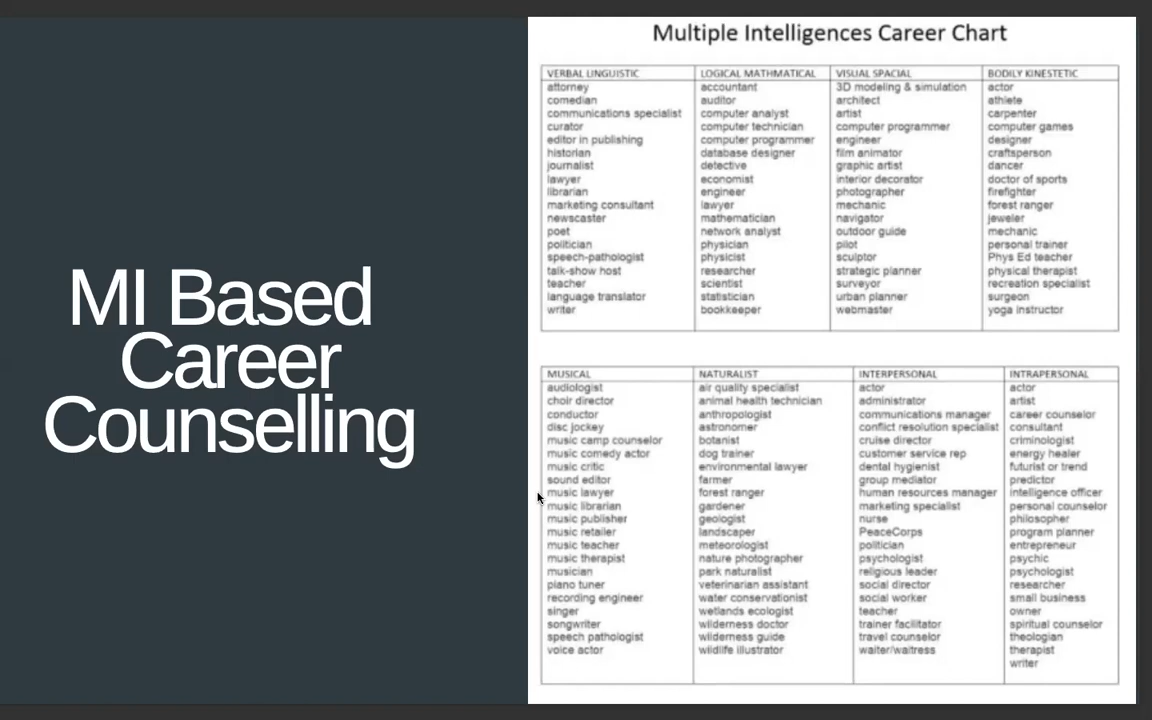 MI Based
Career
Counselling
Multiple Intelligences Career Chart
VERBAL LINGUISTIC
attorney
comedian
communications specialist
curator
editor in publishing
historian
journalist
lawyer
librarian
marketing consultant
newscaster
poet
politician
speech-pathologist
talk-show host
teacher
language translator
writer
LOGICAL MATHMATICAL
accountant
auditor
computer analyst
computer technician
computer programmer
database designer
detective
economist
engineer
lawyer
mathematician
network analyst
physician
physicist
researcher
scientist
statistician
bookkeeper
VISUAL SPACIAL
3D modeling & simulation
architect
artist
computer programmer
engineer
film animator
graphic artist
interior decorator
photographer
mechanic
navigator
outdoor guide
pilot
sculptor
strategic planner
surveyor
urban planner
webmaster
BODILY KINESTETIC
actor
athlete
carpenter
computer games
designer
craftsperson
dancer
doctor of sports
firefighter
forest ranger
jeweler
mechanic
personal trainer
Phys Ed teacher
physical therapist
recreation specialist
surgeon
yoga instructor
MUSICAL
audiologist
choir director
conductor
disc jockey
music camp counselor
music comedy actor
music critic
sound editor
music lawyer
music librarian
music publisher
music retailer
music teacher
music therapist
musician
piano tuner
recording engineer
singer
songwriter
speech pathologist
voice actor
NATURALIST
air quality specialist
animal health technician
anthropologist
astronomer
botanist
dog trainer
environmental lawyer
farmer
forest ranger
gardener
geologist
landscaper
meteorologist
nature photographer
park naturalist
veterinarian assistant
water conservationist
wetlands ecologist
wilderness doctor
wilderness guide
wildlife illustrator
INTERPERSONAL
actor
administrator
communications manager
conflict resolution specialist
cruise director
customer service rep
dental hygienist
group mediator
human resources manager
marketing specialist
nurse
PeaceCorps
politician
psychologist
religious leader
social director
social worker
teacher
trainer facilitator
travel counselor
waiter/waitress
INTRAPERSONAL
actor
artist
career counselor
consultant
criminologist
energy healer
futurist or trend
predictor
intelligence officer
personal counselor
philosopher
program planner
entrepreneur
psychic
psychologist
researcher
small business
owner
spiritual counselor
theologian
therapist
writer